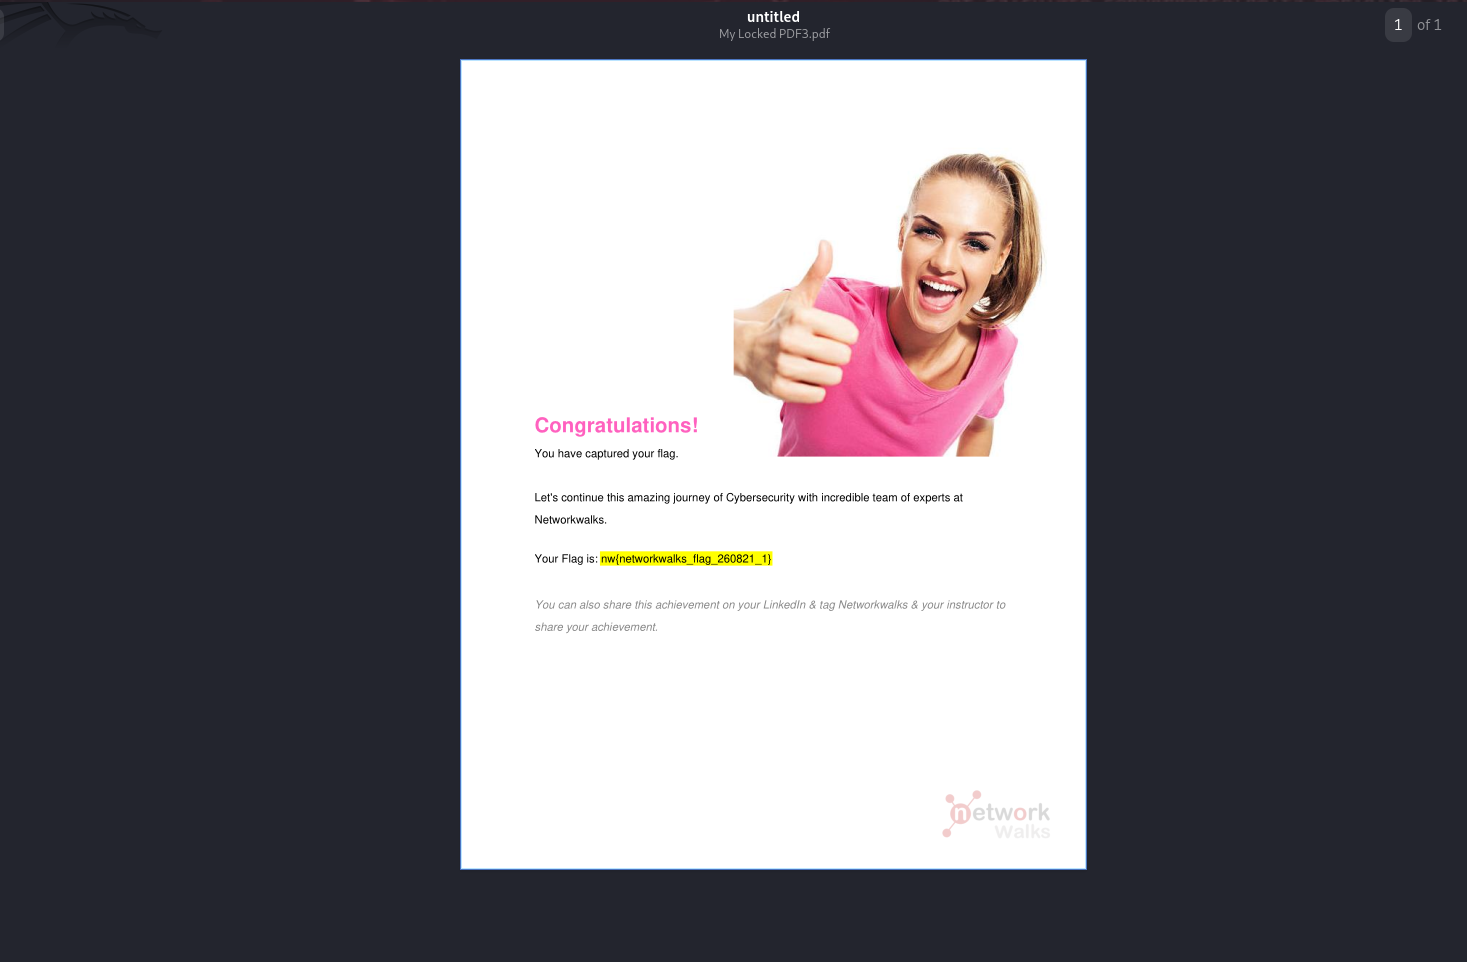 untitled
My Locked PDF3.pdf
1 of 1
Congratulations!
You have captured your flag.
Let's continue this amazing journey of Cybersecurity with incredible team of experts at
Networkwalks.
Your Flag is: nw{networkwalks_flag_260821_1}
You can also share this achievement on your LinkedIn & tag Networkwalks & your instructor to
share your achievement.
network
Walks